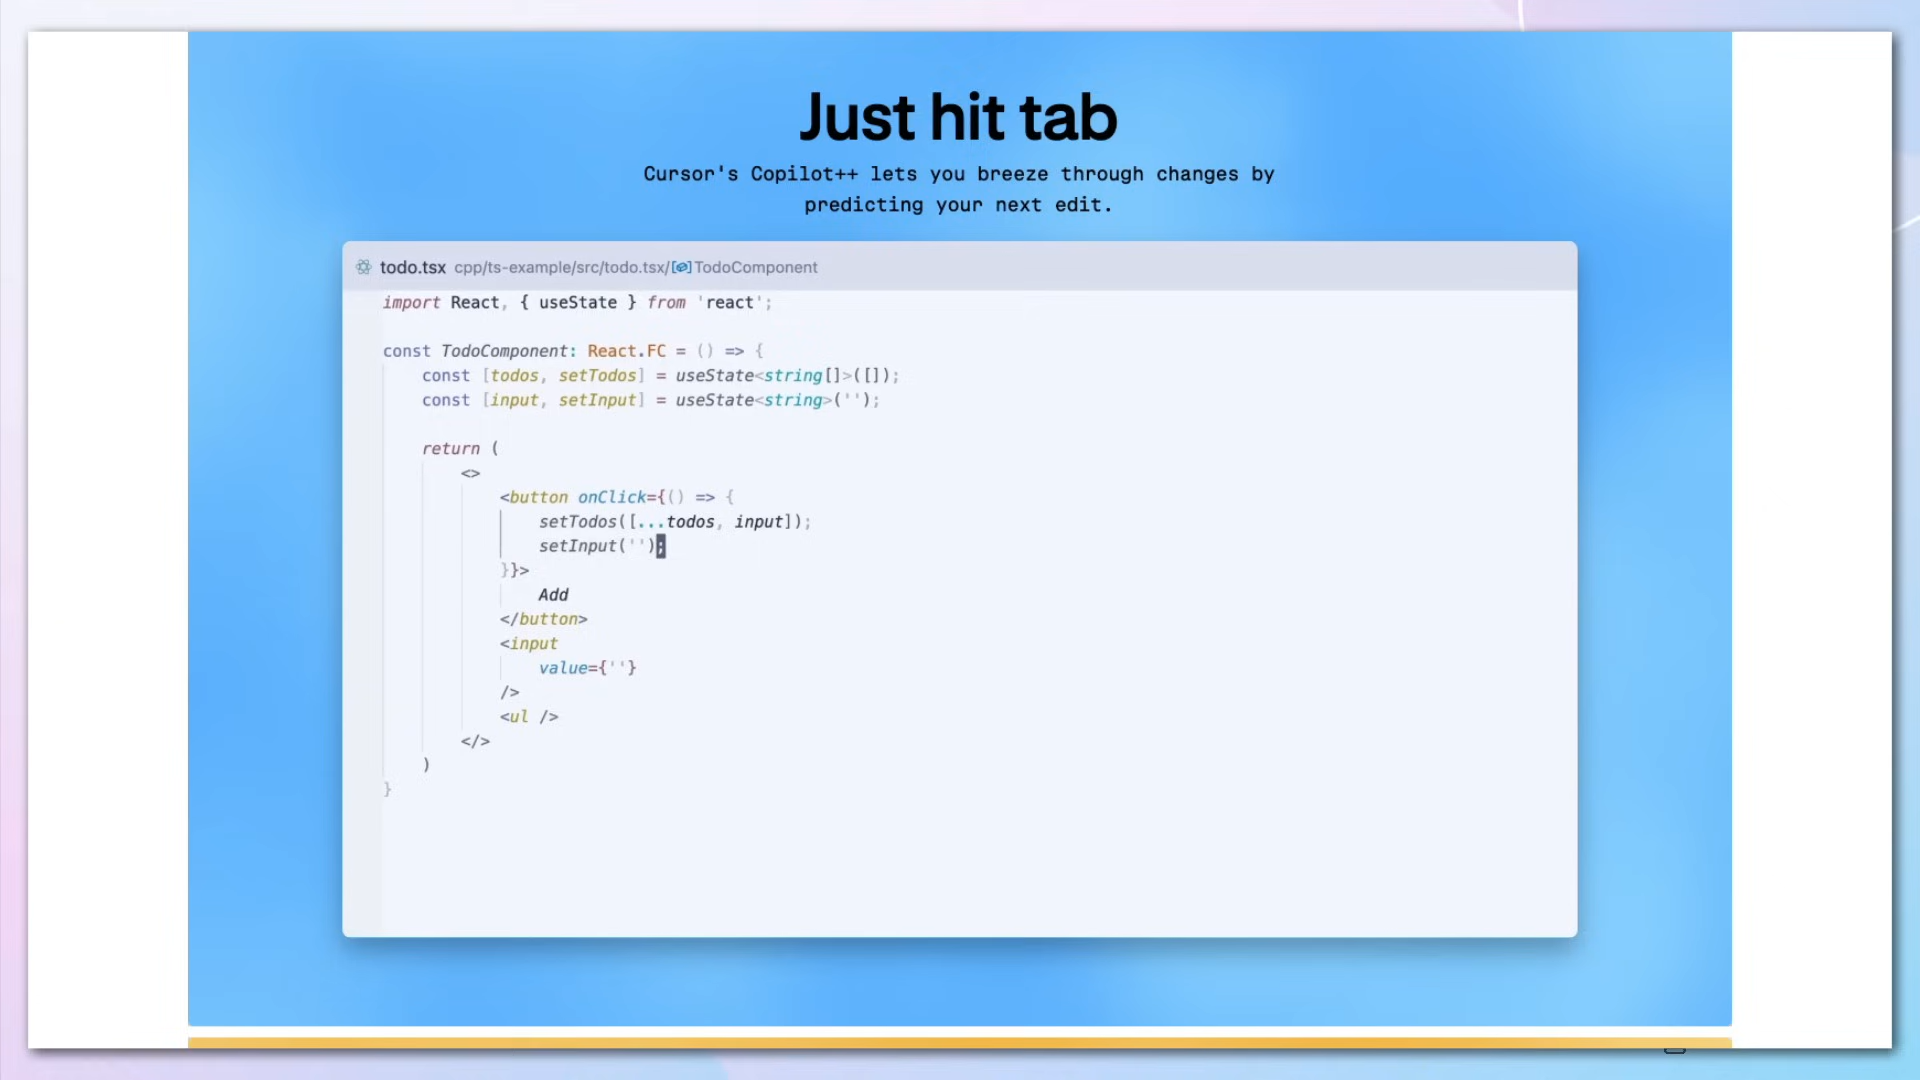 Just hit tab
Cursor's Copilot++ lets you breeze through changes by
predicting your next edit.
todo.tsx cpp/ts-example/src/todo.tsx/TodoComponent
import React, { useState } from 'react';
const TodoComponent: React.FC = () => {
    const [todos, setTodos] = useState<string[]>([]);
    const [input, setInput] = useState<string>('');
    return (
        <>
            <button onClick={() => {
                setTodos([...todos, input]);
                setInput('');
            }}>
                Add
            </button>
            <input
                value={''}
            />
            <ul />
        </>
    )
}